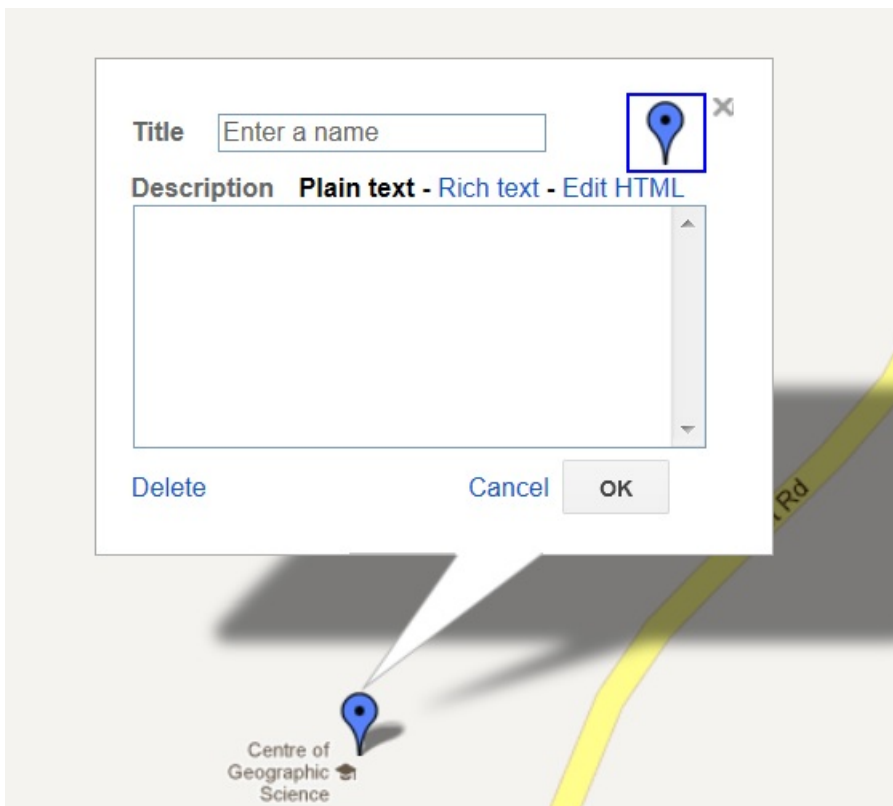 Title Enter a name
Description Plain text - Rich text - Edit HTML
Delete Cancel OK
Rd
Centre of
Geographic
Science